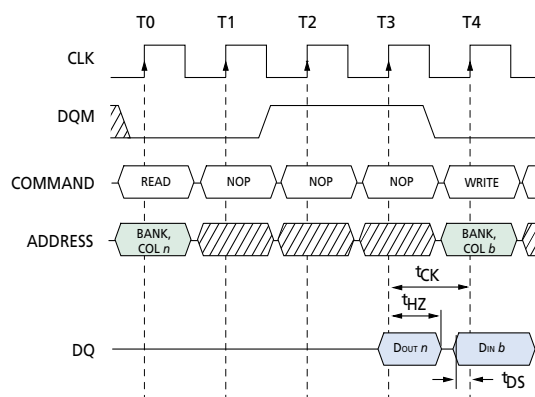 T0 T1 T2 T3 T4
CLK
DQM
COMMAND READ NOP NOP NOP WRITE
ADDRESS BANK, COL n BANK, COL b
tCK
tHZ
DQ DOUT n DIN b
tDS